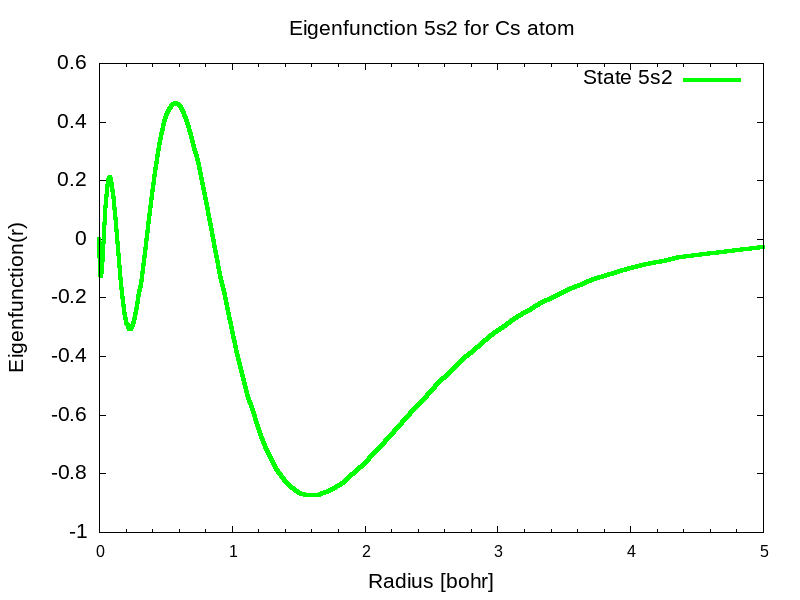 Eigenfunction 5s2 for Cs atom
State 5s2
0.6
0.4
0.2
0
-0.2
-0.4
-0.6
-0.8
-1
Eigenfunction(r)
0 1 2 3 4 5
Radius [bohr]